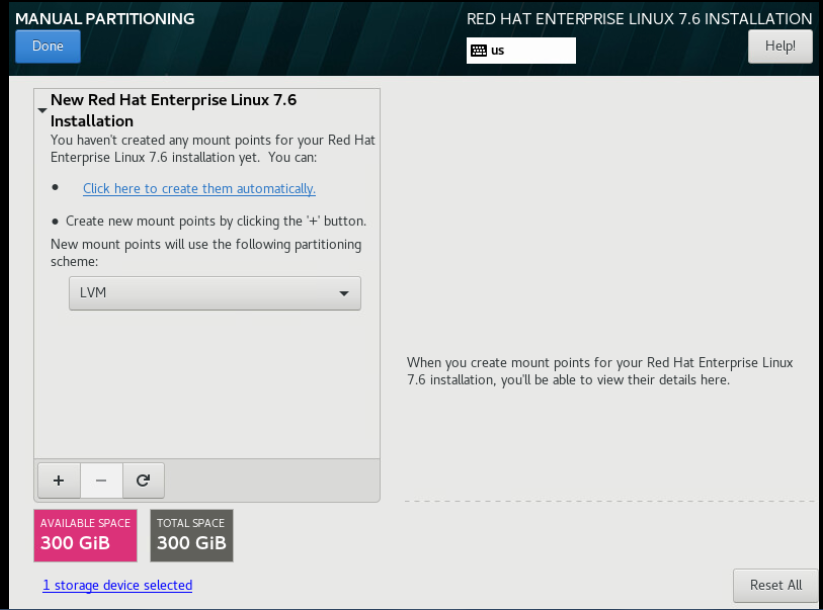 MANUAL PARTITIONING
RED HAT ENTERPRISE LINUX 7.6 INSTALLATION
Done
us
Help!
New Red Hat Enterprise Linux 7.6
Installation
You haven't created any mount points for your Red Hat
Enterprise Linux 7.6 installation yet.  You can:
• Click here to create them automatically.
• Create new mount points by clicking the '+' button.
New mount points will use the following partitioning
scheme:
LVM
When you create mount points for your Red Hat Enterprise Linux
7.6 installation, you'll be able to view their details here.
+ −
AVAILABLE SPACE
300 GiB
TOTAL SPACE
300 GiB
1 storage device selected
Reset All